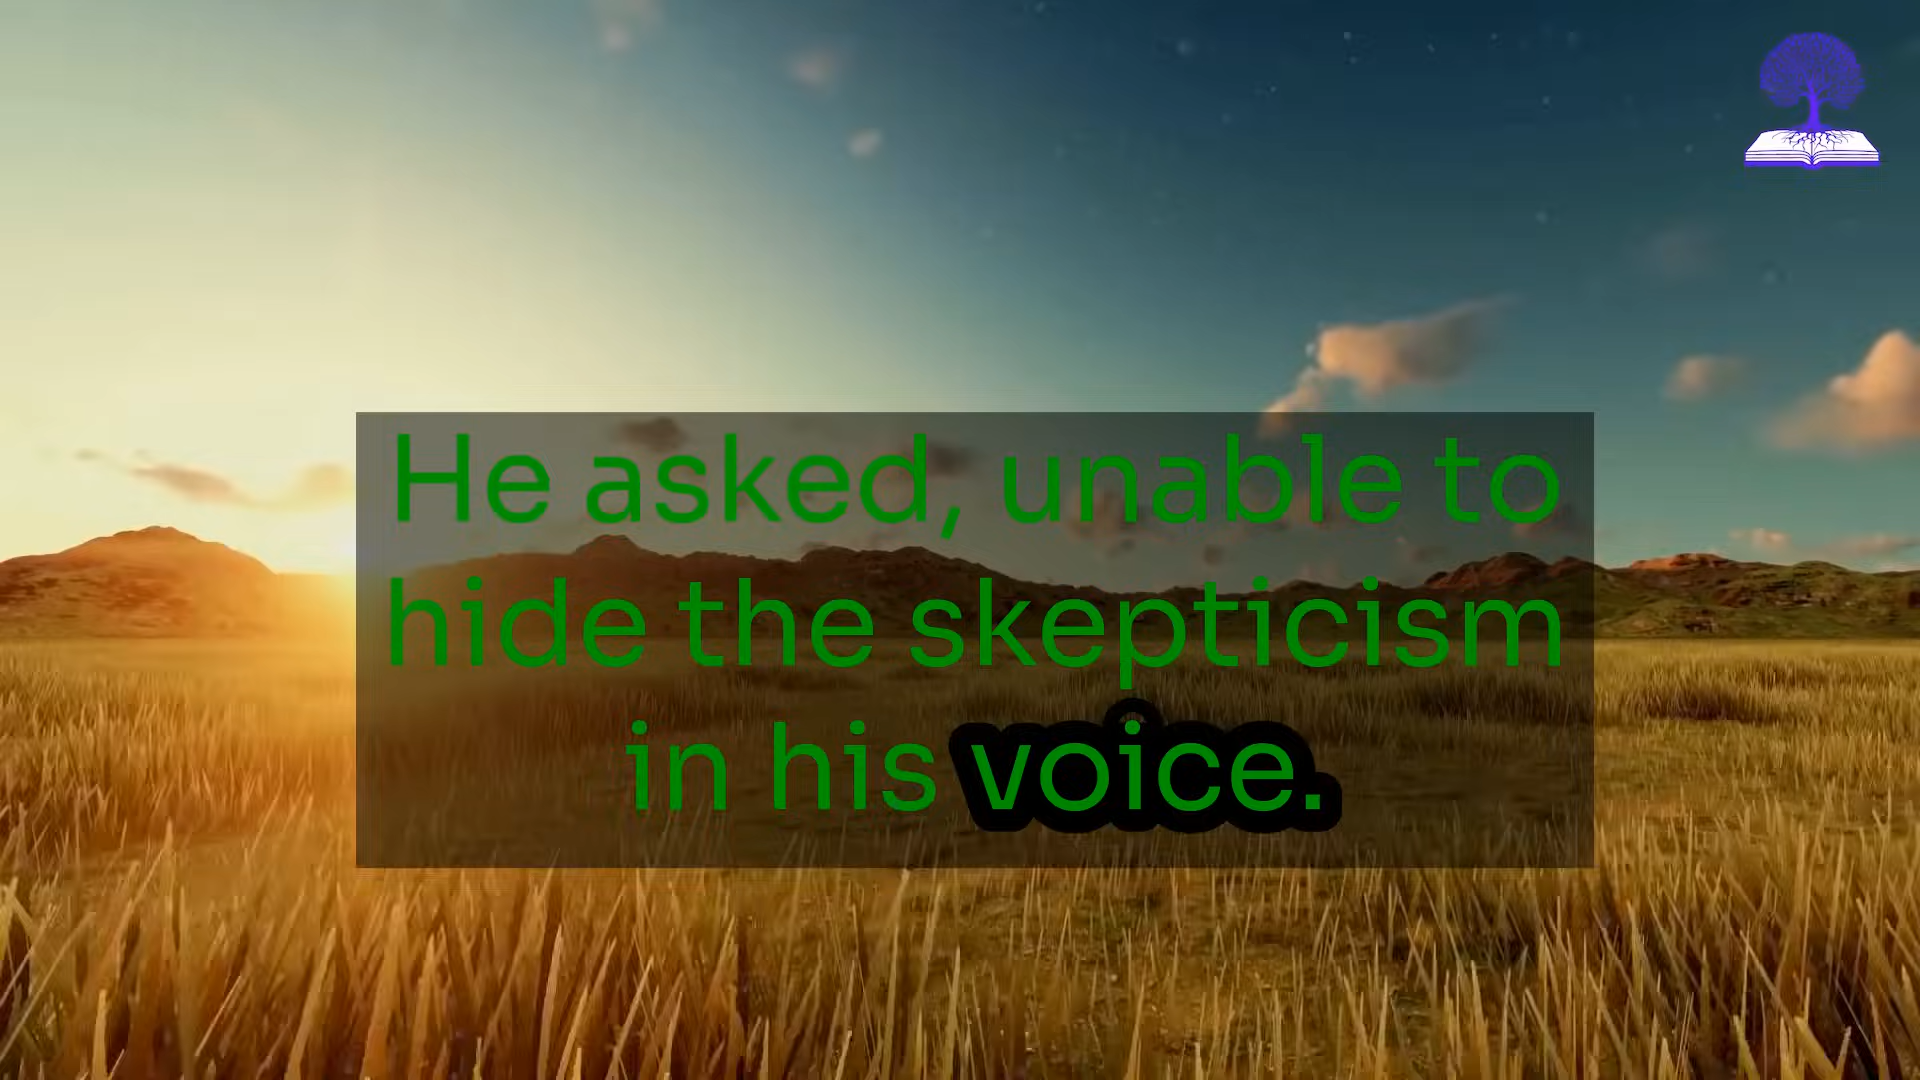 He asked, unable to
hide the skepticism
in his voice.